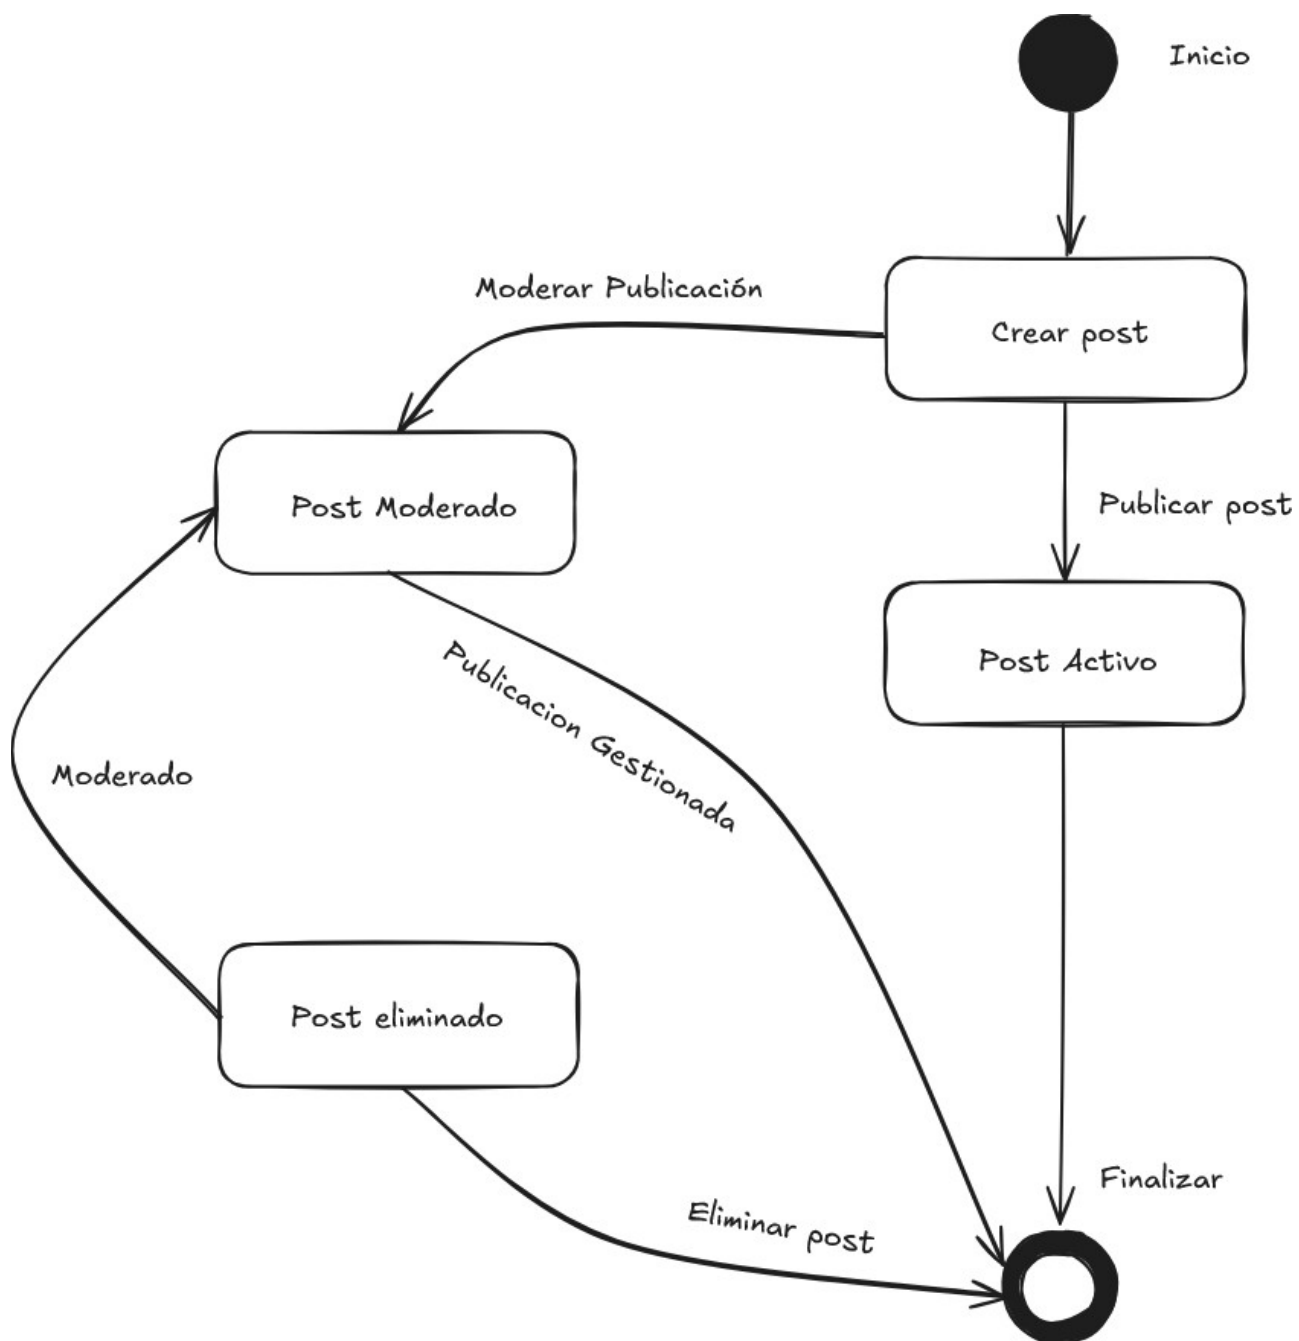 Inicio
Moderar Publicación
Crear post
Post Moderado
Publicar post
Publicacion Gestionada
Post Activo
Moderado
Post eliminado
Eliminar post
Finalizar